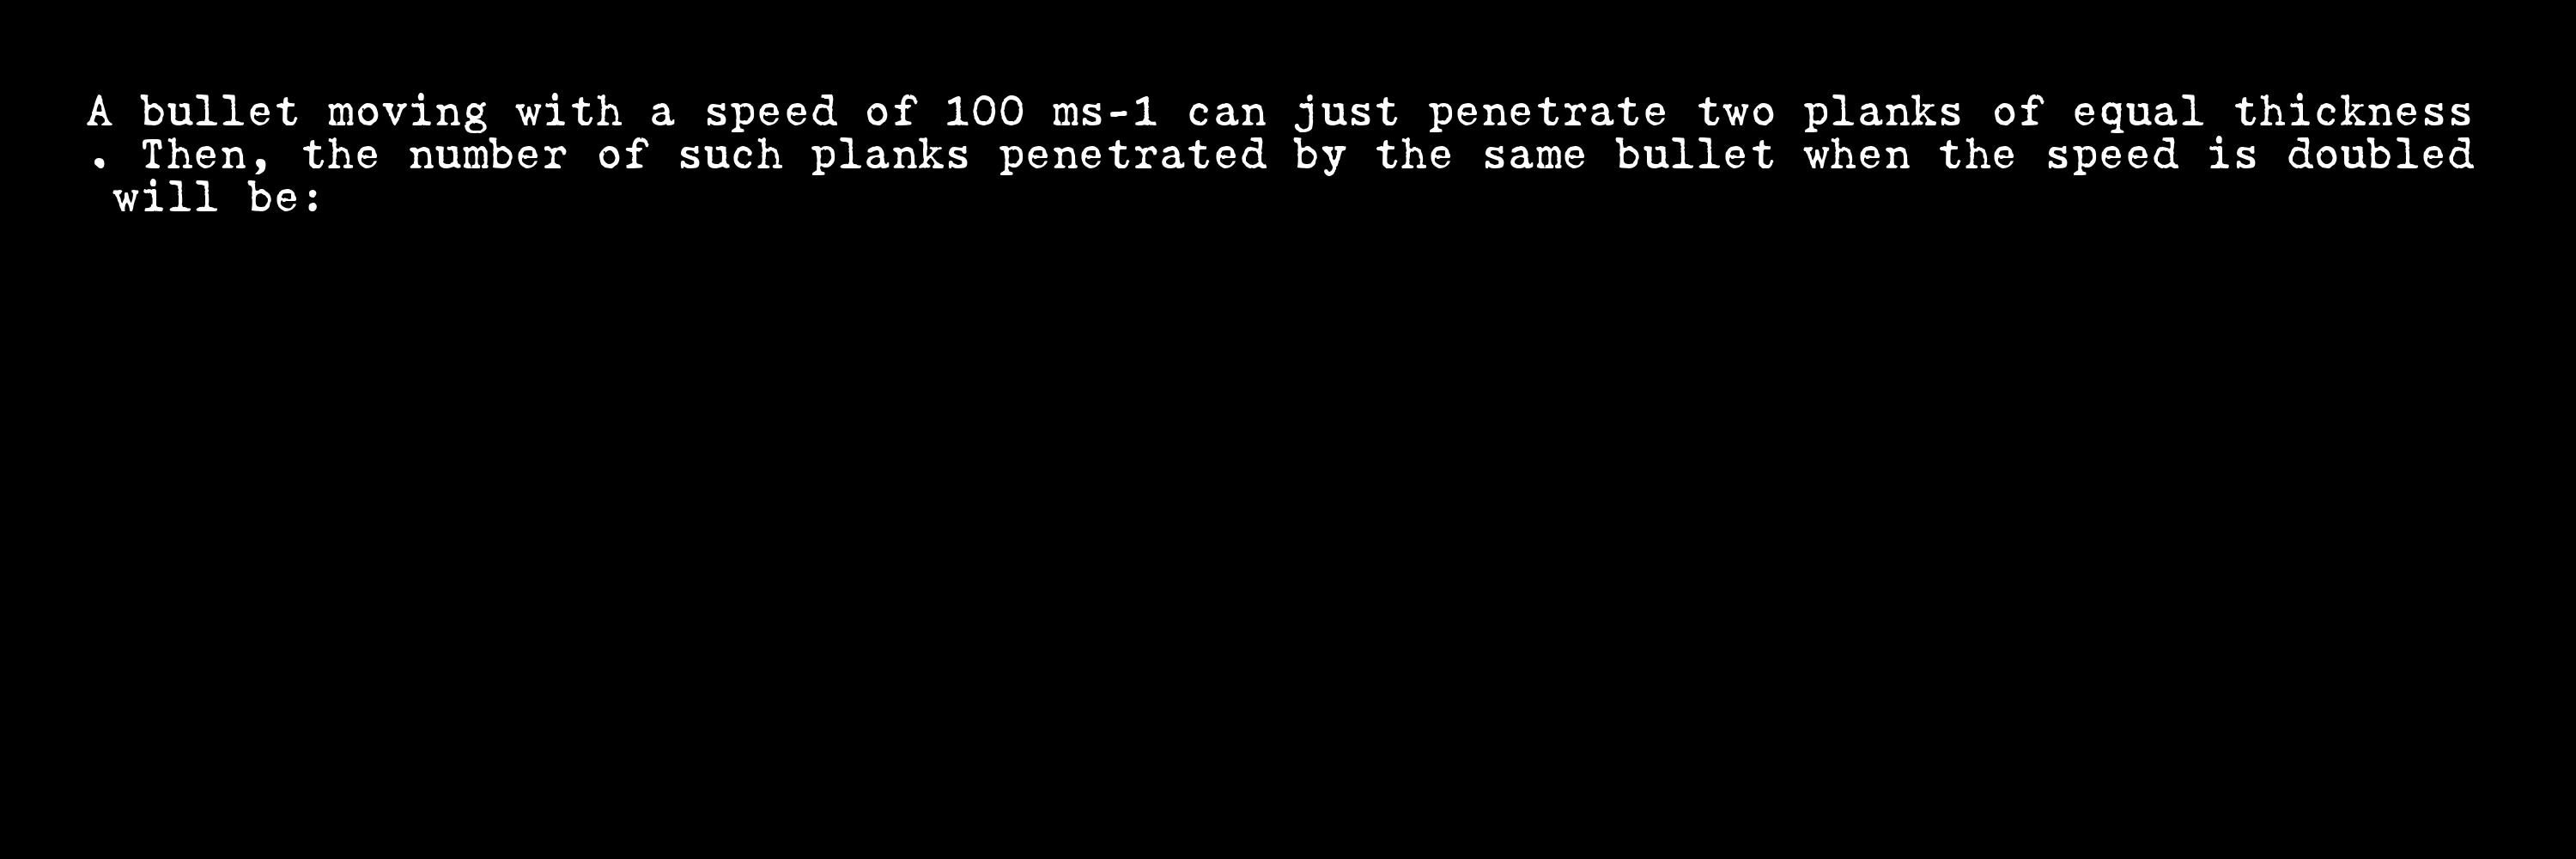 A bullet moving with a speed of 100 ms-1 can just penetrate two planks of equal thickness
. Then, the number of such planks penetrated by the same bullet when the speed is doubled
will be: